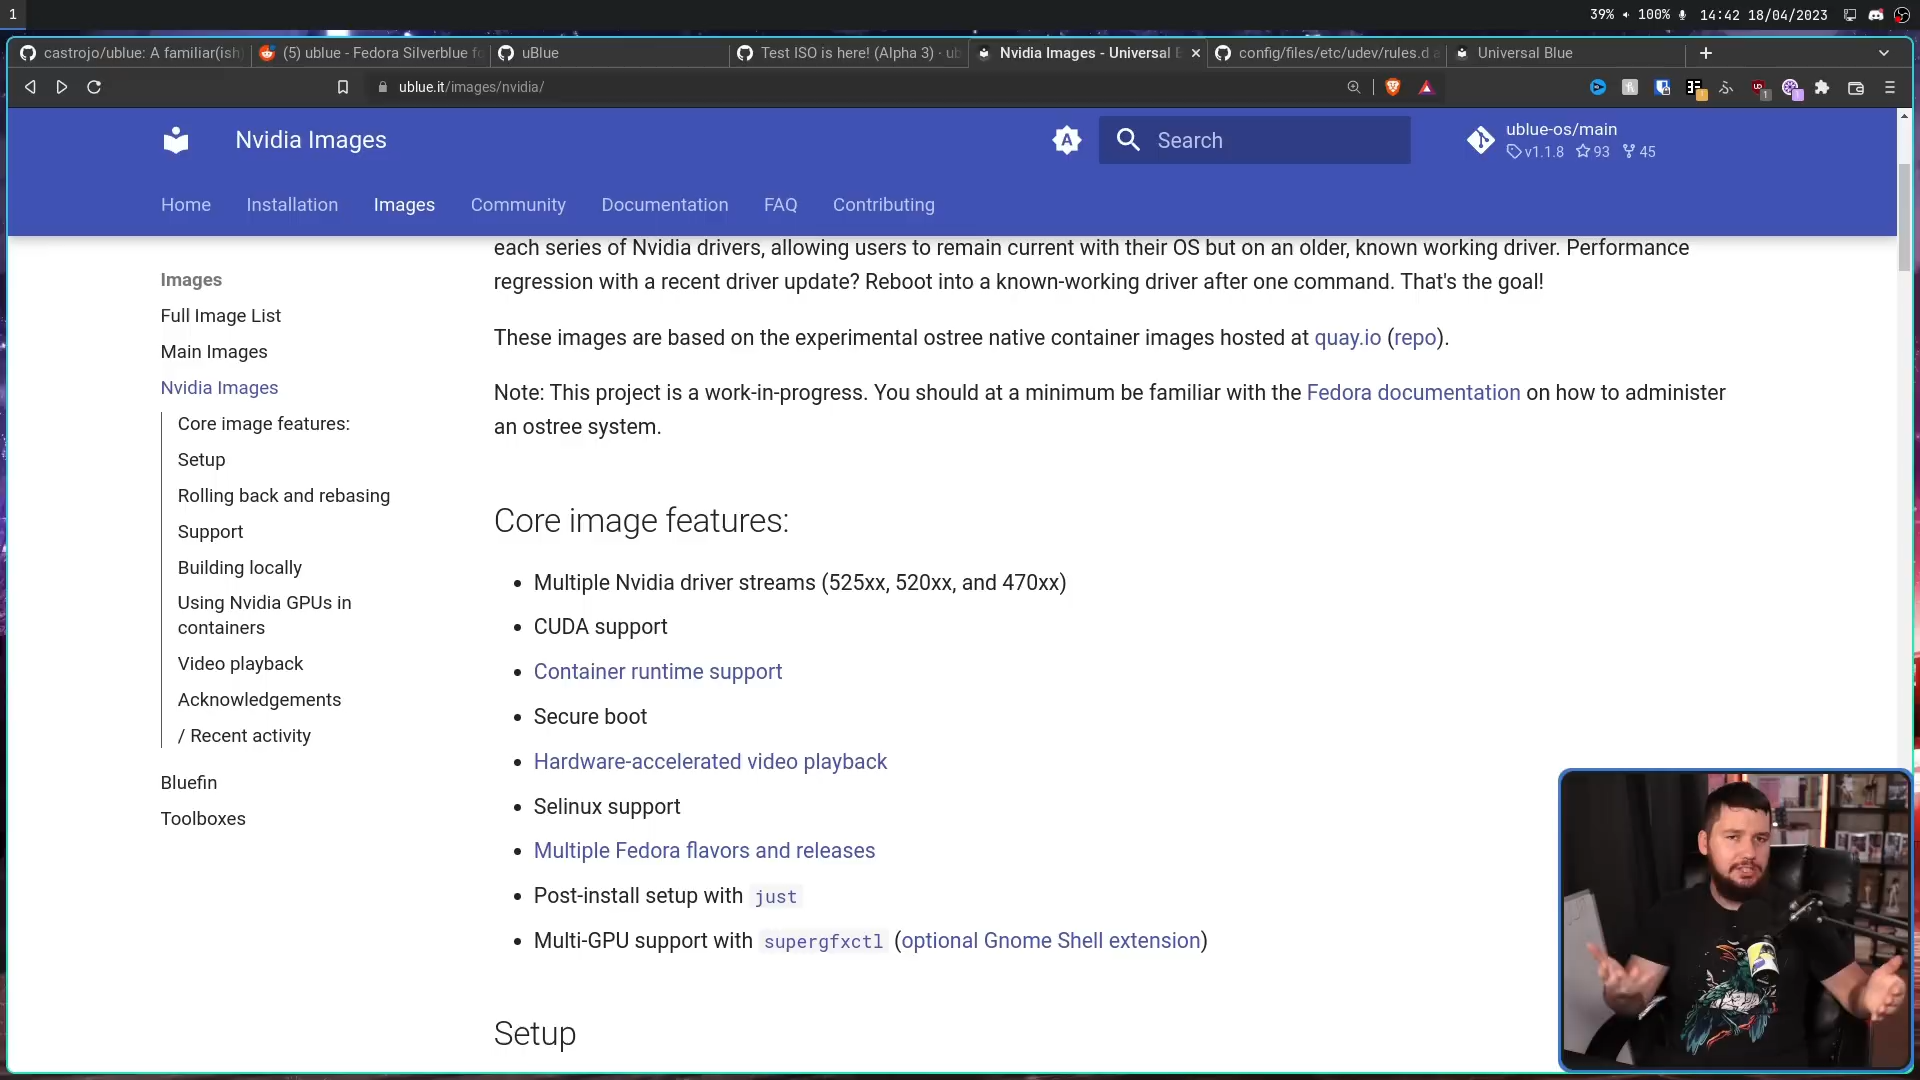 1
39% 100% 14:42 18/04/2023
castrojo/ublue: A familiar(ish
(5) ublue - Fedora Silverblue fo
uBlue
Test ISO is here! (Alpha 3) · ub
Nvidia Images - Universal B
config/files/etc/udev/rules.d a
Universal Blue
ublue.it/images/nvidia/
Nvidia Images
Search
ublue-os/main
v1.1.8 93 45
Home Installation Images Community Documentation FAQ Contributing
Images
Full Image List
Main Images
Nvidia Images
Core image features:
Setup
Rolling back and rebasing
Support
Building locally
Using Nvidia GPUs in
containers
Video playback
Acknowledgements
/ Recent activity
Bluefin
Toolboxes
each series of Nvidia drivers, allowing users to remain current with their OS but on an older, known working driver. Performance
regression with a recent driver update? Reboot into a known-working driver after one command. That's the goal!
These images are based on the experimental ostree native container images hosted at quay.io (repo).
Note: This project is a work-in-progress. You should at a minimum be familiar with the Fedora documentation on how to administer
an ostree system.
Core image features:
• Multiple Nvidia driver streams (525xx, 520xx, and 470xx)
• CUDA support
• Container runtime support
• Secure boot
• Hardware-accelerated video playback
• Selinux support
• Multiple Fedora flavors and releases
• Post-install setup with just
• Multi-GPU support with supergfxctl (optional Gnome Shell extension)
Setup